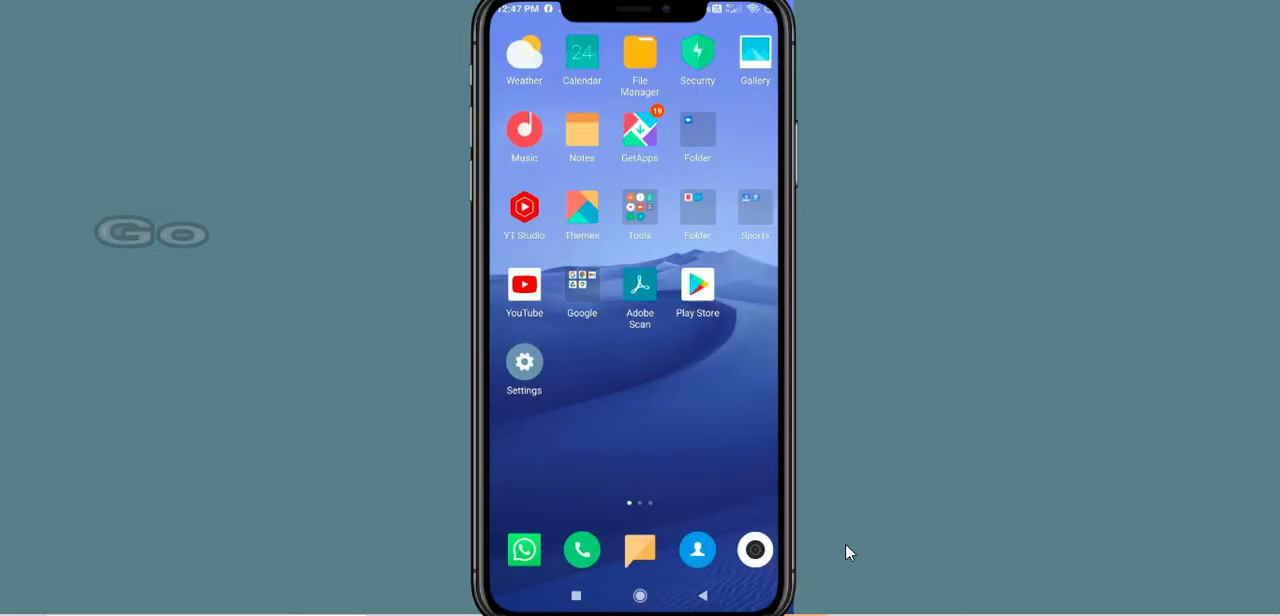 12:47 PM
Weather Calendar File Manager Security Gallery
24
19
Music Notes GetApps Folder
YT Studio Themes Tools Folder Sports
YouTube Google Adobe Scan Play Store
Settings
Go